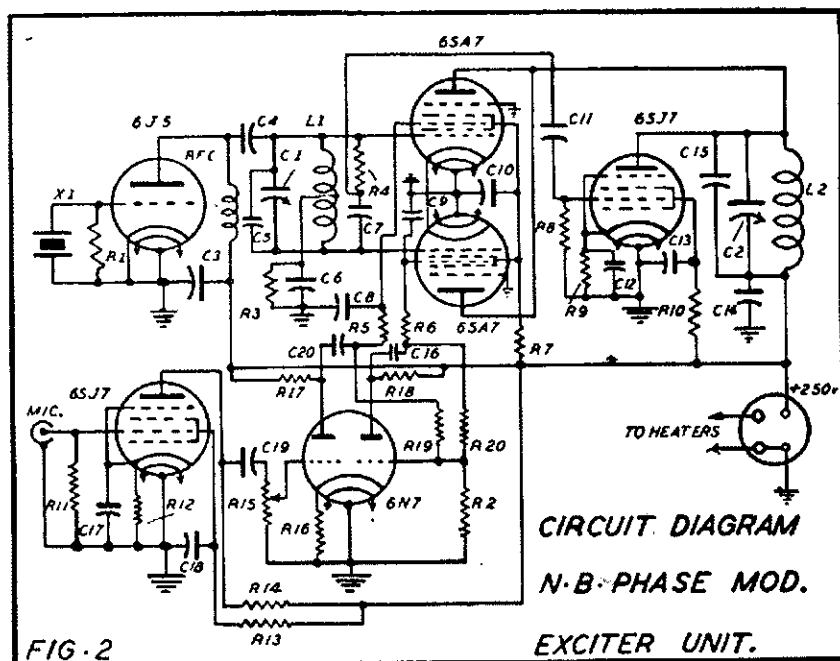 6SA7
6J5
RFC
C4
L1
C11
6SJ7
C1
C10
C15
X1
R4
C9
L2
C5
C7
R8
R1
C3
C13
C2
C6
R3
C8
R9
C12
R10
C14
R5
R6
6SA7
C20
C16
R7
6SJ7
R17
R18
+250v
MIC.
R19
R20
TO HEATERS
C19
R11
R12
R15
6N7
R2
C17
R16
C18
CIRCUIT DIAGRAM
R14
N·B·PHASE MOD.
R13
FIG·2
EXCITER UNIT.